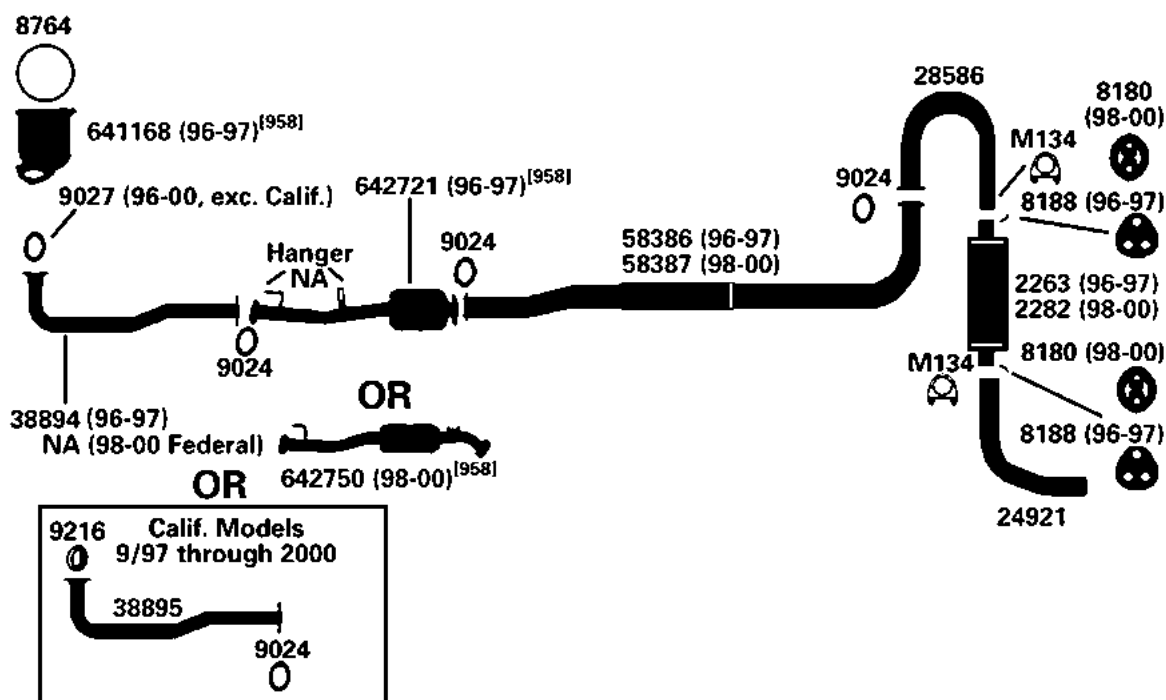 8764
641168 (96-97)[958]
9027 (96-00, exc. Calif.)
Hanger
NA
642721 (96-97)[958]
9024
9024
58386 (96-97)
58387 (98-00)
9024
28586
M134
8180
(98-00)
8188 (96-97)
2263 (96-97)
2282 (98-00)
M134
8180 (98-00)
8188 (96-97)
24921
38894 (96-97)
NA (98-00 Federal)
OR
642750 (98-00)[958]
OR
Calif. Models
9/97 through 2000
9216
38895
9024